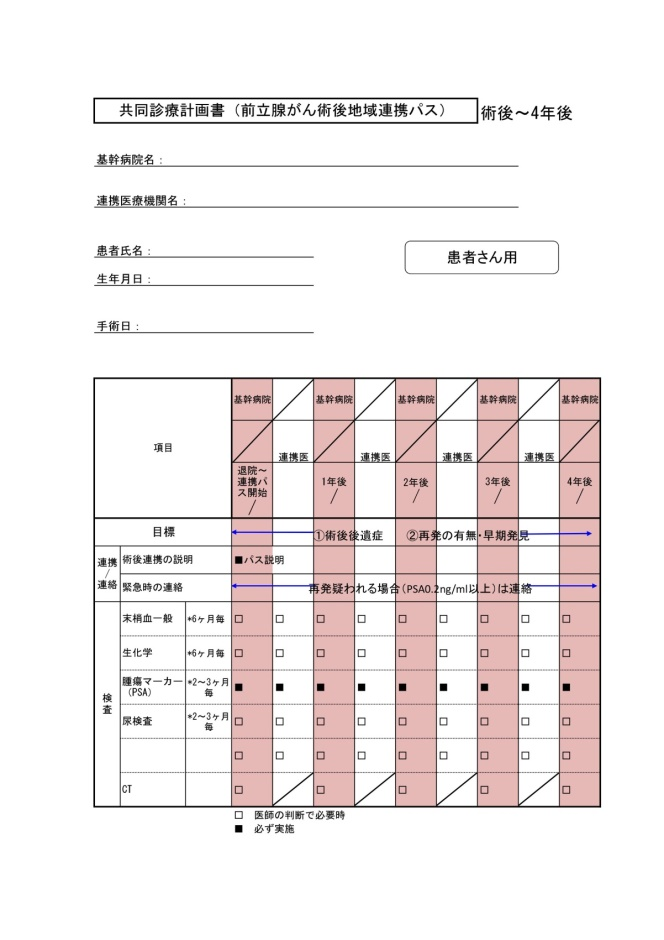 共同診療計画書（前立腺がん術後地域連携パス） 術後～4年後
基幹病院名：
連携医療機関名：
患者氏名：
患者さん用
生年月日：
手術日：
項目
基幹病院 基幹病院 基幹病院 基幹病院 基幹病院
連携医 連携医 連携医 連携医
退院～
連携パ
ス開始
／
1年後
／
2年後
／
3年後
／
4年後
／
目標 ①術後後遺症 ②再発の有無・早期発見
連携
／
連絡
術後連携の説明 ■パス説明
緊急時の連絡 再発疑われる場合（PSA0.2ng/ml以上）は連絡
検
査
末梢血一般 *6ヶ月毎 □ □ □ □ □ □ □ □ □
生化学 *6ヶ月毎 □ □ □ □ □ □ □ □ □
腫瘍マーカー
（PSA）
*2～3ヶ月
毎
■ ■ ■ ■ ■ ■ ■ ■ ■
尿検査 *2～3ヶ月
毎
□ □ □ □ □ □ □ □ □
□ □ □ □ □ □ □ □ □
CT □ □ □ □ □
□ 医師の判断で必要時
■ 必ず実施